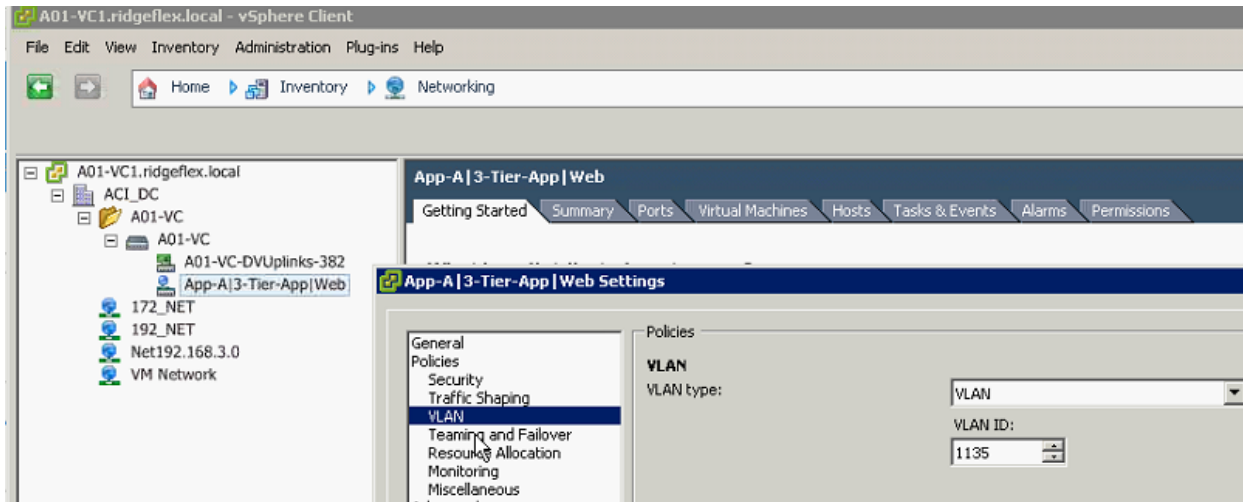 A01-VC1.ridgeflex.local - vSphere Client
File Edit View Inventory Administration Plug-ins Help
Home Inventory Networking
A01-VC1.ridgeflex.local
ACI_DC
A01-VC
A01-VC
A01-VC-DVUplinks-382
App-A|3-Tier-App|Web
172_NET
192_NET
Net192.168.3.0
VM Network
App-A|3-Tier-App|Web
Getting Started Summary Ports Virtual Machines Hosts Tasks & Events Alarms Permissions
App-A|3-Tier-App|Web Settings
General
Policies
Security
Traffic Shaping
VLAN
Teaming and Failover
Resource Allocation
Monitoring
Miscellaneous
Policies
VLAN
VLAN type:
VLAN
VLAN ID:
1135